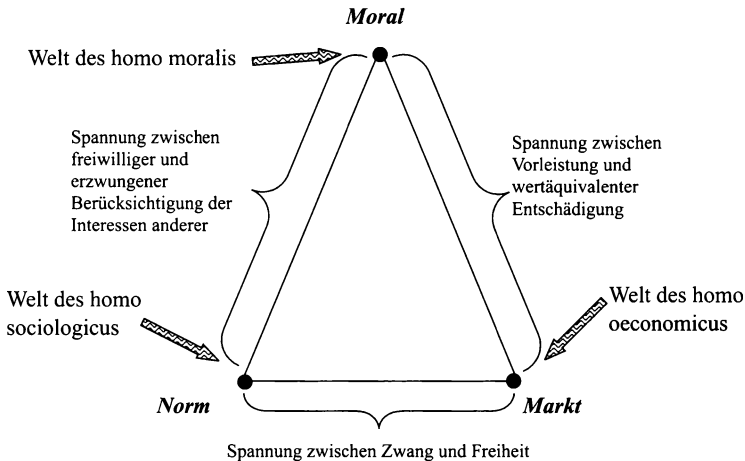 Moral
Welt des homo moralis
Spannung zwischen
freiwilliger und
erzwungener
Berücksichtigung der
Interessen anderer
Spannung zwischen
Vorleistung und
wertäquivalenter
Entschädigung
Welt des homo
sociologicus
Welt des homo
oeconomicus
Norm
Markt
Spannung zwischen Zwang und Freiheit